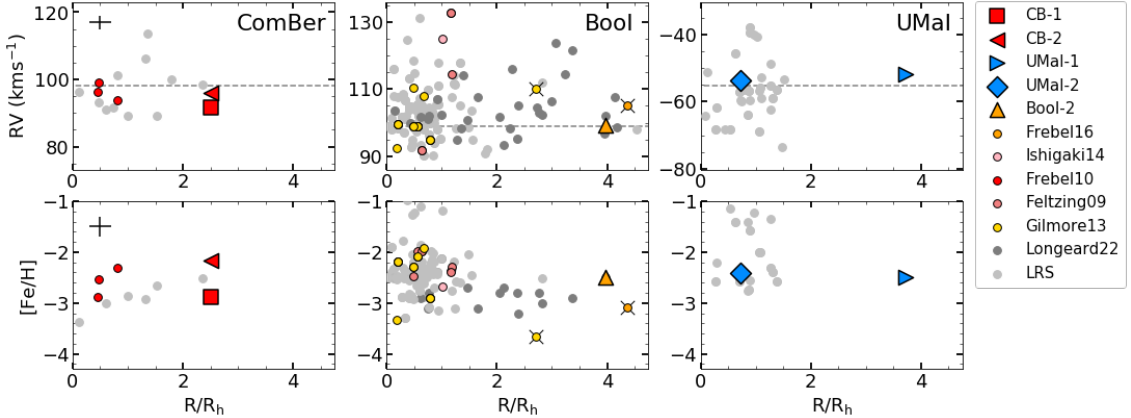 ComBer
BooI
UMaI
RV (kms⁻¹)
120
100
80
130
110
90
−40
−60
−80
0
2
4
0
2
4
0
2
4
[Fe/H]
−1
−2
−3
−4
−1
−2
−3
−4
−1
−2
−3
−4
0
2
4
0
2
4
0
2
4
R/Rₕ
R/Rₕ
R/Rₕ
CB-1
CB-2
UMaI-1
UMaI-2
BooI-2
Frebel16
Ishigaki14
Frebel10
Feltzing09
Gilmore13
Longeard22
LRS